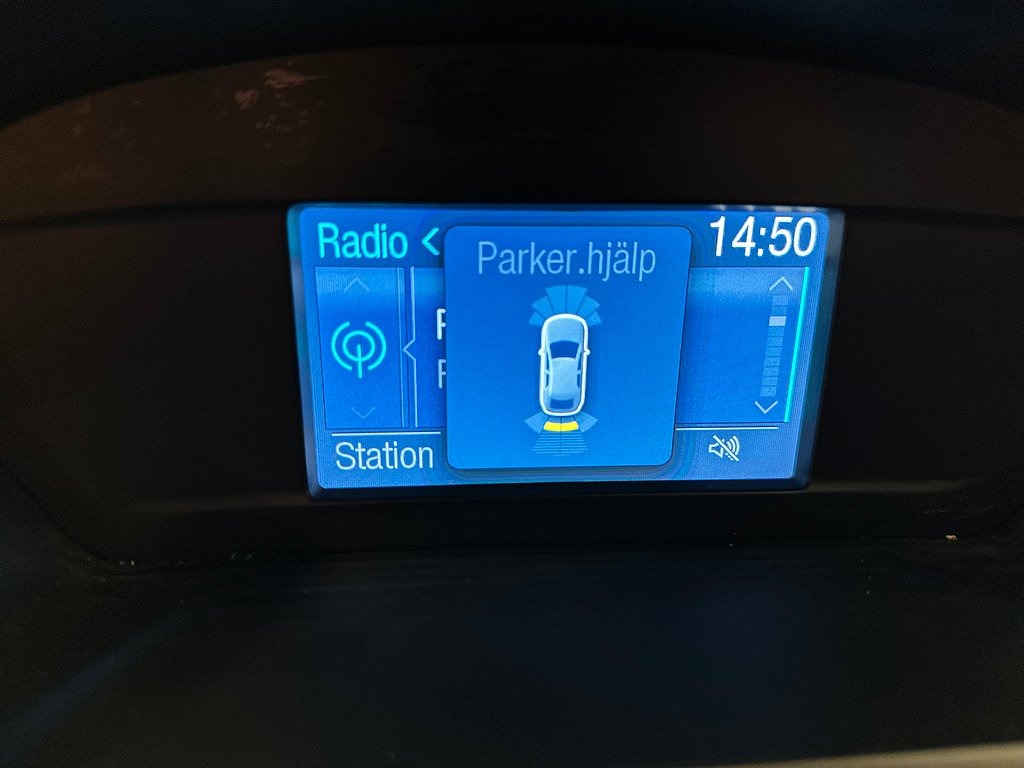 Radio
Parker.hjälp
14:50
Station